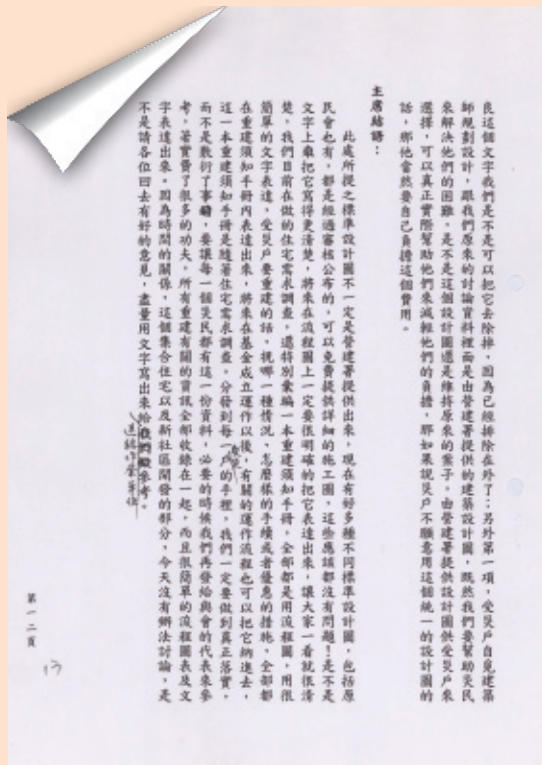 良這個文字我們是不是可以把它去除掉,因為已經排除在外了;另外第一項,受災戶自覓建築
師規劃設計,跟我們原來的討論資料裡面是由營建署提供的建築設計圖,既然我們要幫助災民
來解決他們的困難,是不是這個設計圖還是維持原來的案子,由營建署提供設計圖供受災戶來
選擇,可以真正實際幫助他們來減輕他們的負擔,那如果說災戶不願意用這個統一的設計圖的
話,那他當然要自己負擔這個費用。
主席結語:
此處所提之標準設計圖不一定是營建署提供出來,現在有好多種不同標準設計圖,包括原
民會也有,都是經過審核公布的,可以免費提供詳細的施工圖,這些應該都沒有問題!是不是
文字上雍把它寫得更清楚,將來在流程圖上一定要很明確的把它表達出來,讓大家一看就很清
楚。我們目前在做的住宅需求調查,還特別彙編一本重建須知手冊,全部都是用流程圖,用很
簡單的文字表達,受災戶要重建的話,視哪一種情況,怎麼樣的手續或者優惠的措施,全部都
在重建須知手冊內表達出來,將來在基金成立運作以後,有關的運作流程也可以把它納進去,
這一本重建須知手冊是隨著住宅需求調查,分發到每一戶的手裡,我們一定要做到真正落實,
而不是敷衍了事,要讓每一個災民都有這一份資料,必要的時候我們再發給與會的代表來參
考,著實費了很多的功夫,所有重建有關的資訊全部收錄在一起,而且很簡單的流程圖表及文
字表達出來。因為時間的關係,這個集合住宅以及新社區開發的部分,今天沒有辦法討論,是
不是請各位回去有好的意見,盡量用文字寫出來給我們做參考。
第一二頁
13